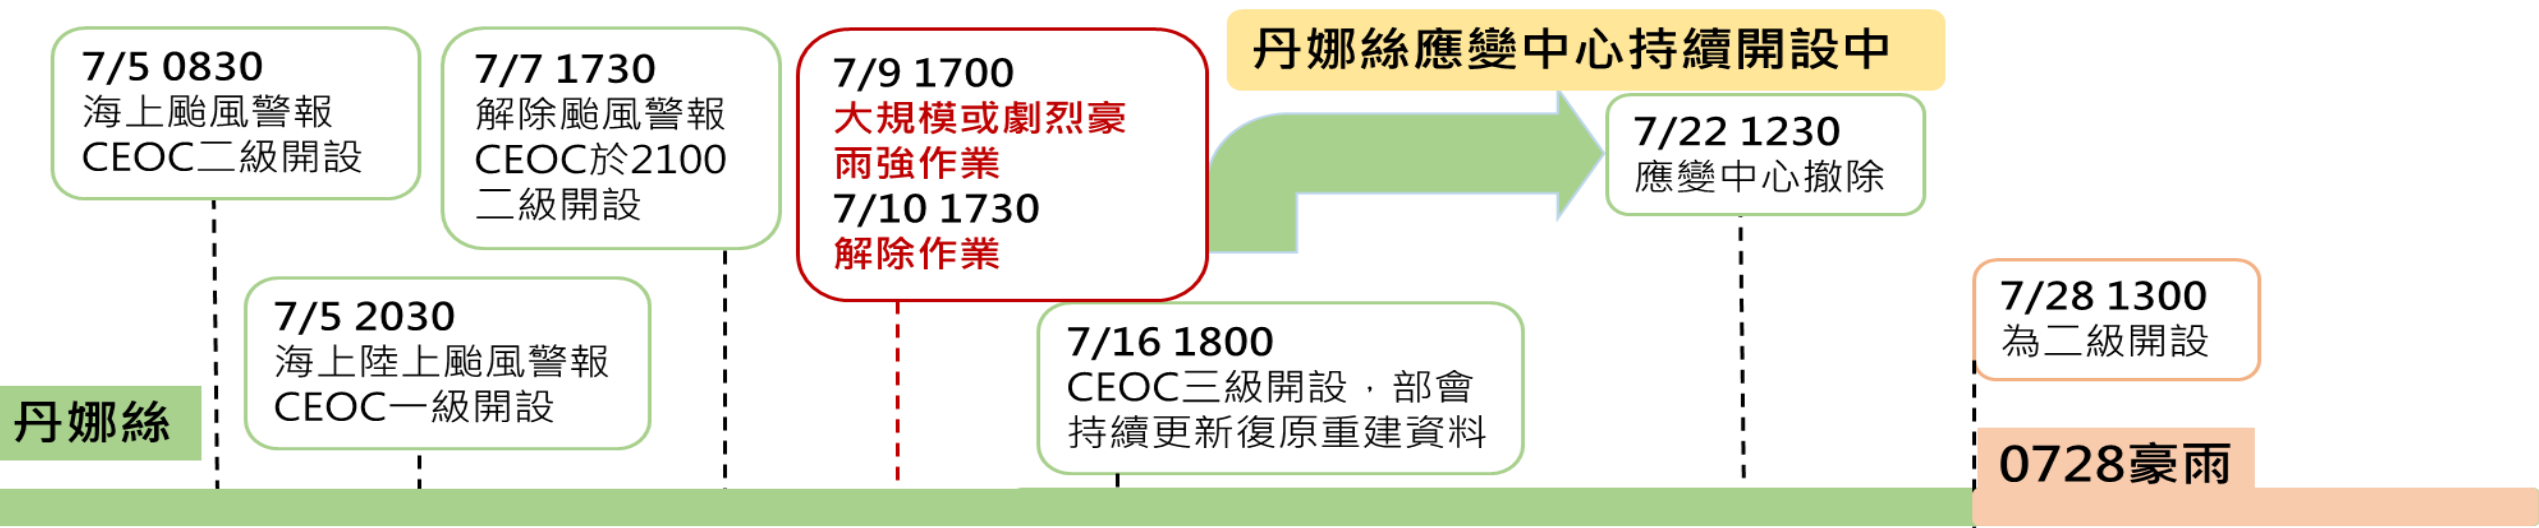 7/5 0830
海上颱風警報
CEOC二級開設
7/5 2030
海上陸上颱風警報
CEOC一級開設
7/7 1730
解除颱風警報
CEOC於2100
二級開設
7/9 1700
大規模或劇烈豪
雨強作業
7/10 1730
解除作業
丹娜絲應變中心持續開設中
7/16 1800
CEOC三級開設，部會
持續更新復原重建資料
7/22 1230
應變中心撤除
7/28 1300
為二級開設
丹娜絲
0728豪雨